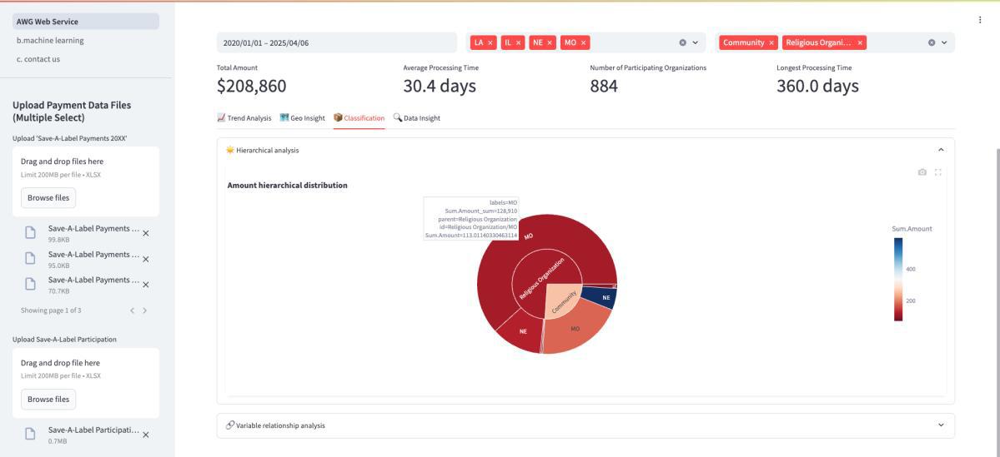 AWG Web Service
b.machine learning
c. contact us
Upload Payment Data Files
(Multiple Select)
Upload 'Save-A-Label Payments 20XX'
Drag and drop files here
Limit 200MB per file • XLSX
Browse files
Save-A-Label Payments ...
99.8KB
Save-A-Label Payments ...
95.0KB
Save-A-Label Payments ...
70.7KB
Showing page 1 of 3
Upload Save-A-Label Participation
Drag and drop file here
Limit 200MB per file • XLSX
Browse files
Save-A-Label Participati...
0.7MB
2020/01/01 – 2025/04/06
LA IL NE MO
Community Religious Organi...
Total Amount
$208,860
Average Processing Time
30.4 days
Number of Participating Organizations
884
Longest Processing Time
360.0 days
Trend Analysis Geo Insight Classification Data Insight
Hierarchical analysis
Amount hierarchical distribution
labels=MO
Sum.Amount_sum=128,910
parent=Religious Organization
id=Religious Organization/MO
Sum.Amount=113.01140330463114
MO
Religious Organization
NE
Community
NE
MO
Sum.Amount
400
200
Variable relationship analysis